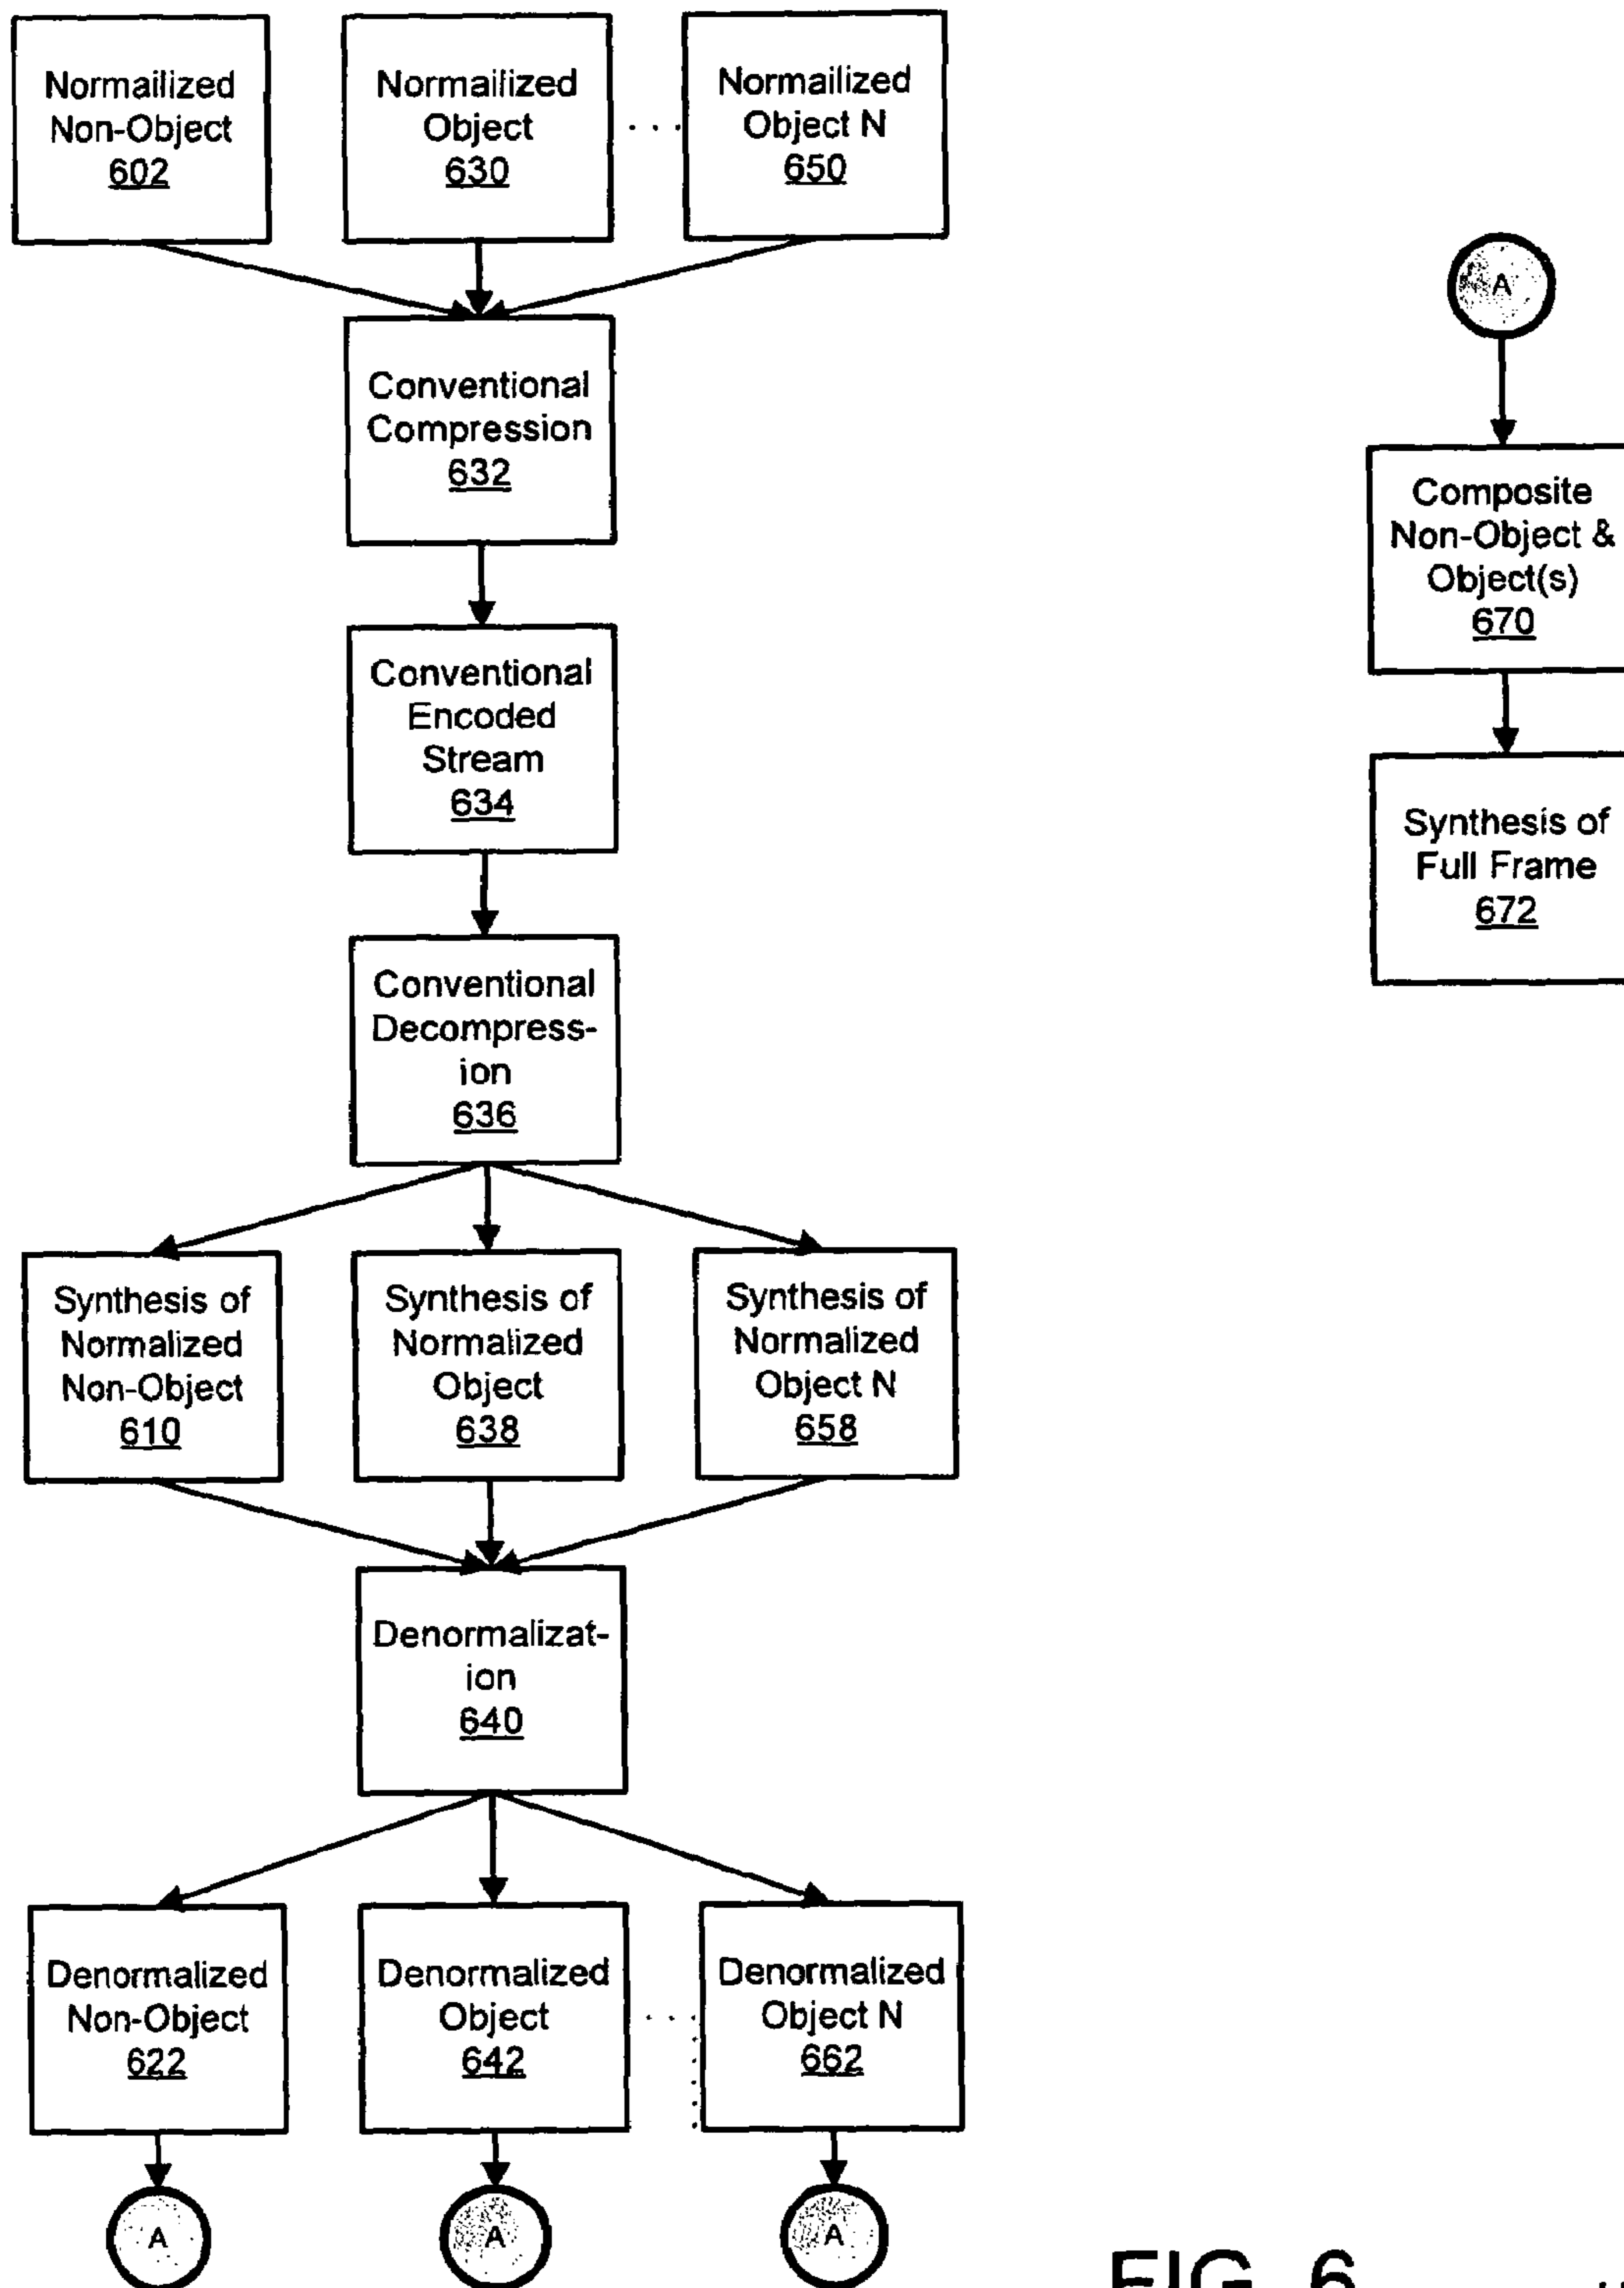 Normailized
Non-Object
602
Normailized
Object
630
. . .
Normailized
Object N
650
Conventional
Compression
632
Conventional
Encoded
Stream
634
Conventional
Decompress-
ion
636
Synthesis of
Normalized
Non-Object
610
Synthesis of
Normalized
Object
638
Synthesis of
Normalized
Object N
658
Denormalizat-
ion
640
Denormalized
Non-Object
622
Denormalized
Object
642
. . .
Denormalized
Object N
662
A
A
A
A
Composite
Non-Object &
Object(s)
670
Synthesis of
Full Frame
672
FIG. 6